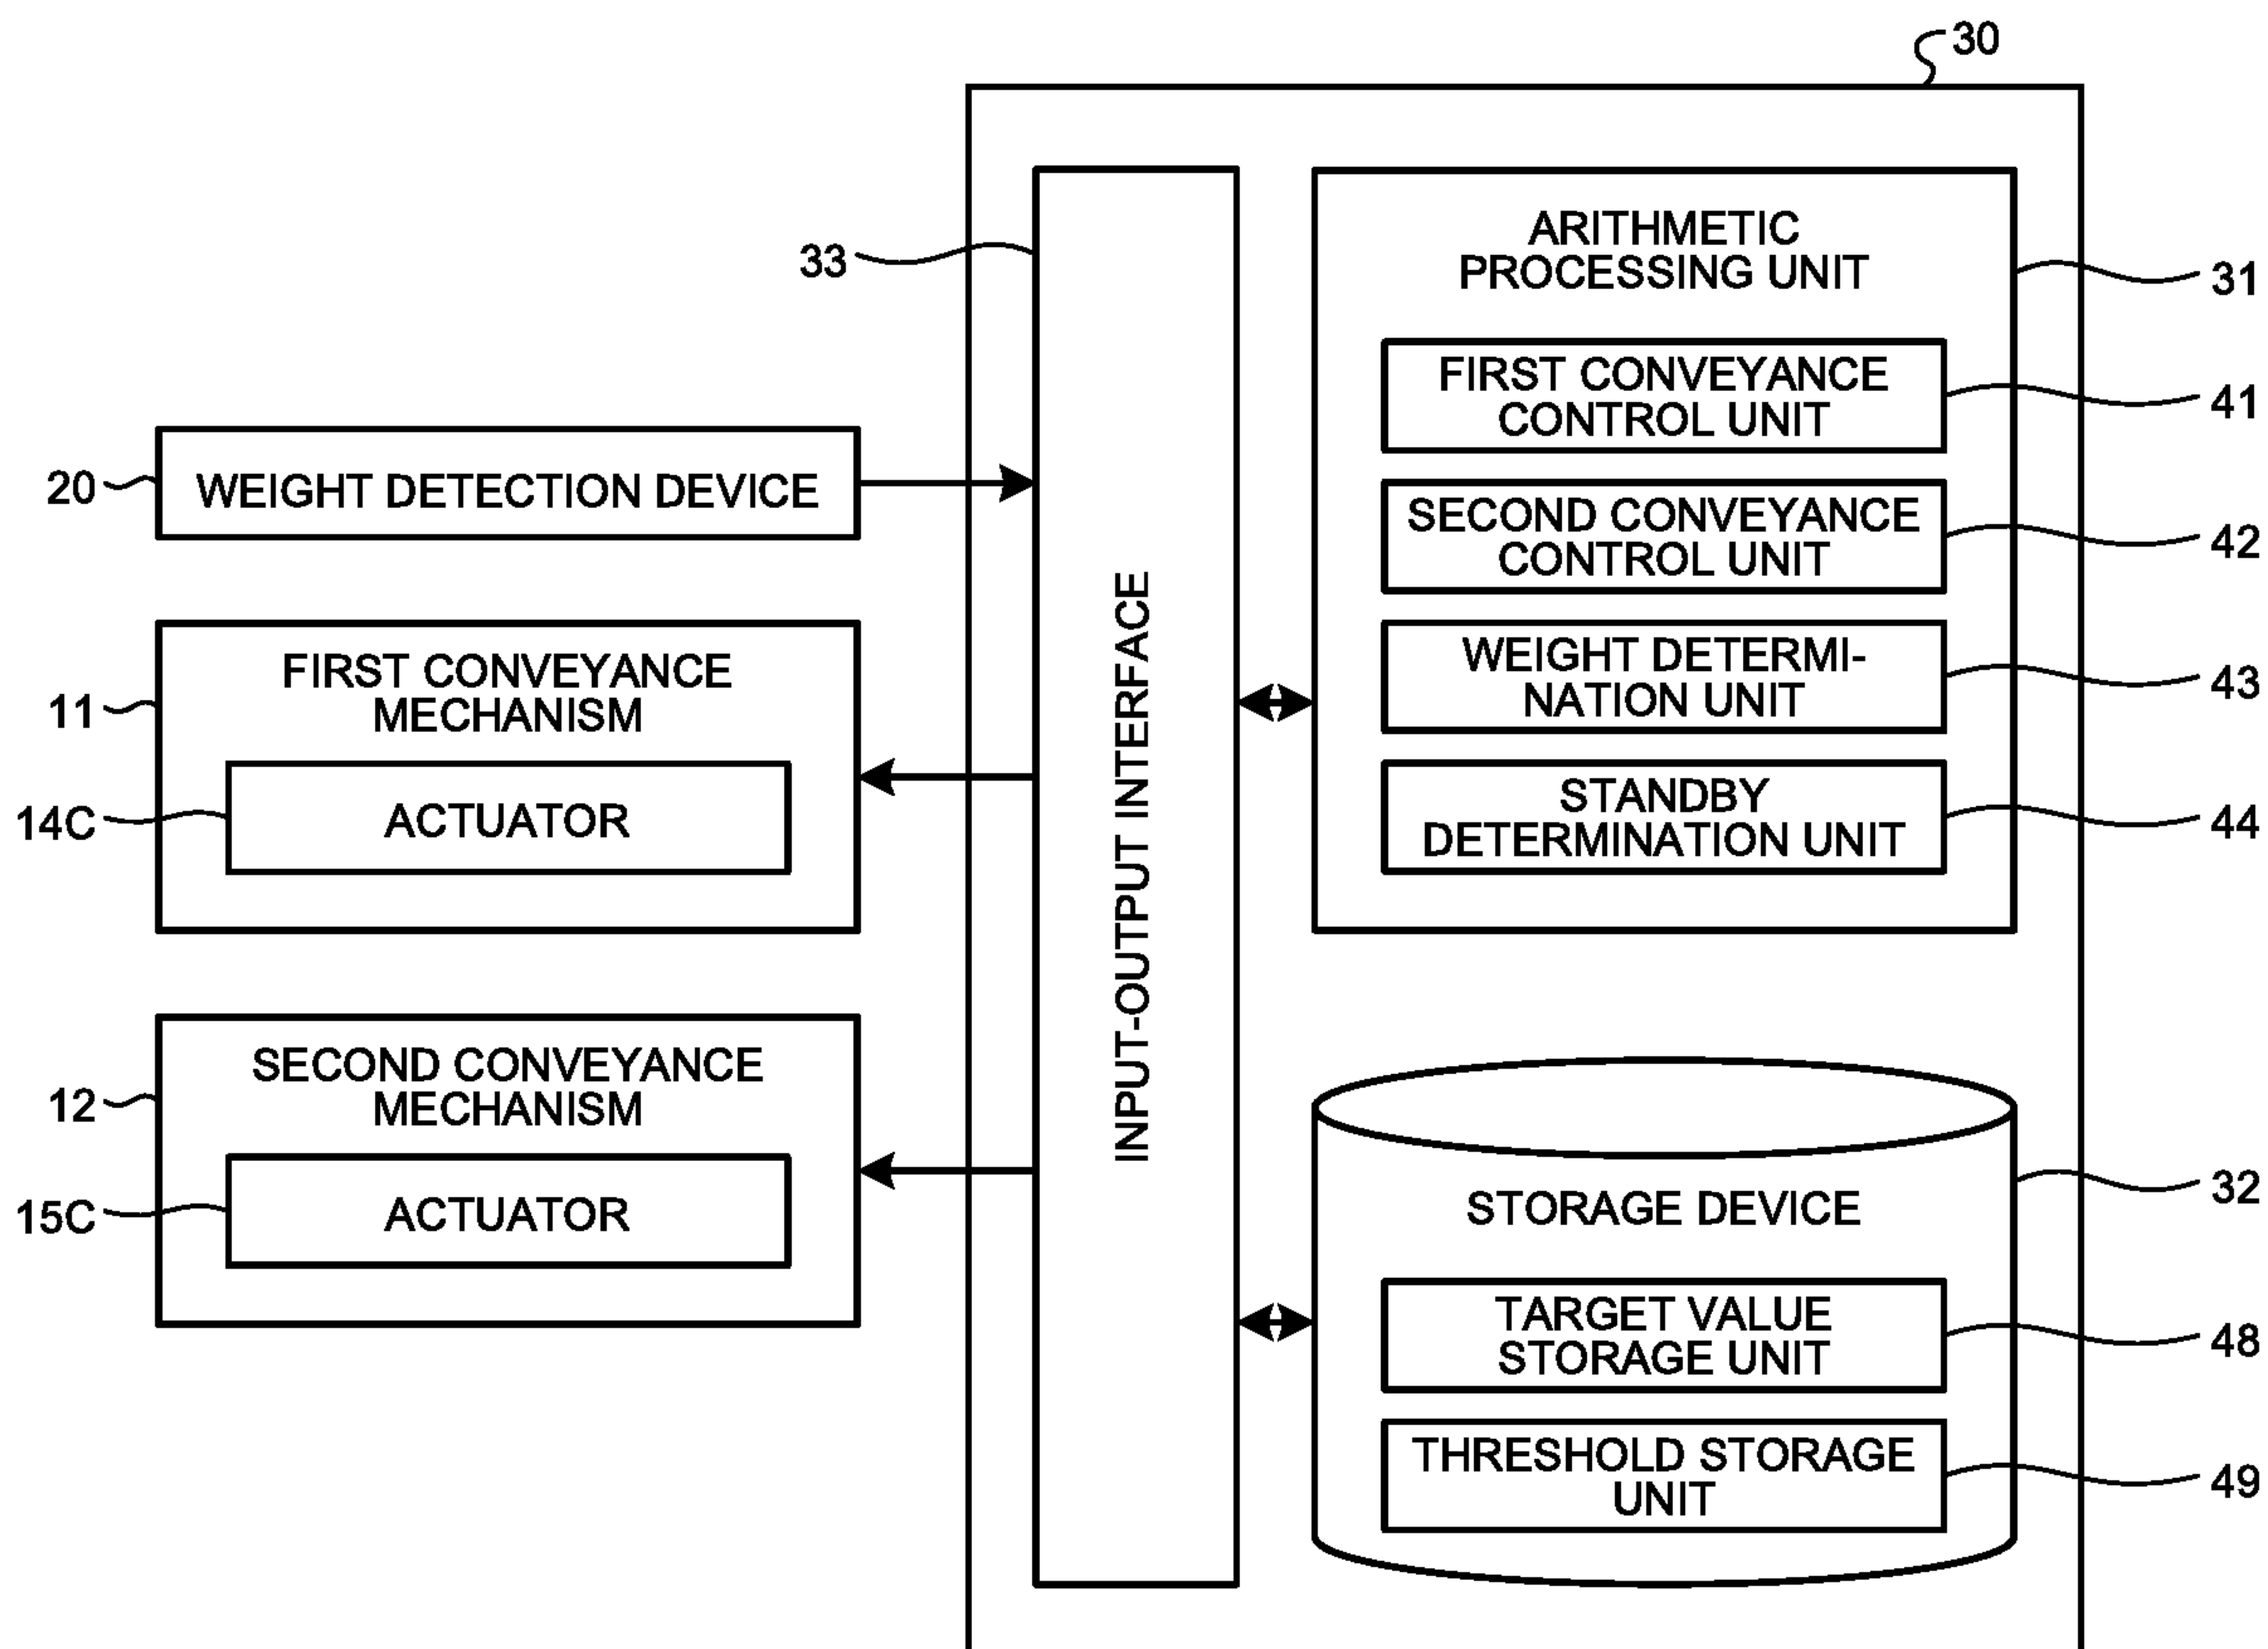 30
33
ARITHMETIC
PROCESSING UNIT
31
FIRST CONVEYANCE
CONTROL UNIT
41
20
WEIGHT DETECTION DEVICE
SECOND CONVEYANCE
CONTROL UNIT
42
11
FIRST CONVEYANCE
MECHANISM
WEIGHT DETERMI-
NATION UNIT
43
14C
ACTUATOR
STANDBY
DETERMINATION UNIT
44
INPUT-OUTPUT INTERFACE
12
SECOND CONVEYANCE
MECHANISM
15C
ACTUATOR
STORAGE DEVICE
32
TARGET VALUE
STORAGE UNIT
48
THRESHOLD STORAGE
UNIT
49